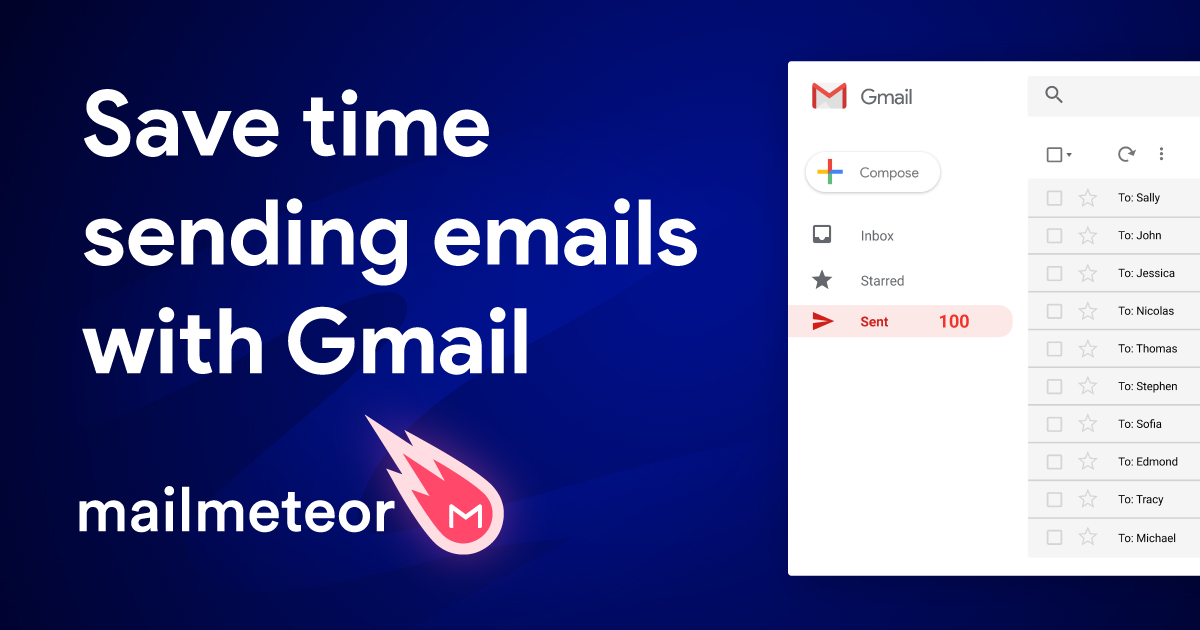 Save time
sending emails
with Gmail
mailmeteor
M
Gmail
Compose
Inbox
Starred
Sent 100
To: Sally
To: John
To: Jessica
To: Nicolas
To: Thomas
To: Stephen
To: Sofia
To: Edmond
To: Tracy
To: Michael